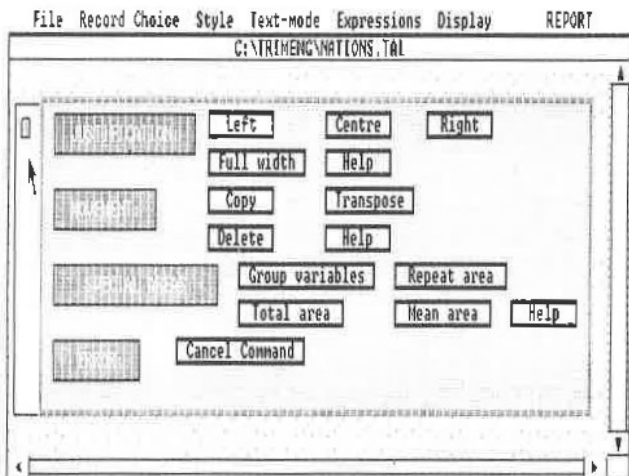 File Record Choice Style Text-mode Expressions Display REPORT
C:\TRIMENG\NATIONS.TAL
JUSTIFICATION Left Centre Right
Full width Help
Copy Transpose
Delete Help
Group variables Repeat area
Total area Mean area Help
Cancel Command